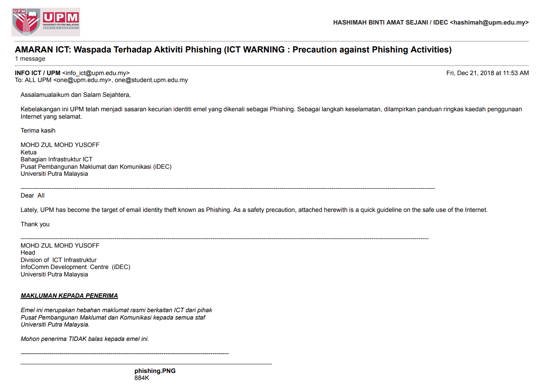 UPM
HASHIMAH BINTI AMAT SEJANI / IDEC <hashimah@upm.edu.my>
AMARAN ICT: Waspada Terhadap Aktiviti Phishing (ICT WARNING : Precaution against Phishing Activities)
1 message
INFO ICT / UPM <info_ict@upm.edu.my> Fri, Dec 21, 2018 at 11:53 AM
To: ALL UPM <one@upm.edu.my>, one@student.upm.edu.my
Assalamualaikum dan Salam Sejahtera,
Kebelakangan ini UPM telah menjadi sasaran kecurian identiti emel yang dikenali sebagai Phishing. Sebagai langkah keselamatan, dilampirkan panduan ringkas kaedah penggunaan
Internet yang selamat.
Terima kasih
MOHD ZUL MOHD YUSOFF
Ketua
Bahagian Infrastruktur ICT
Pusat Pembangunan Maklumat dan Komunikasi (iDEC)
Universiti Putra Malaysia
Dear All
Lately, UPM has become the target of email identity theft known as Phishing. As a safety precaution, attached herewith is a quick guideline on the safe use of the Internet.
Thank you
MOHD ZUL MOHD YUSOFF
Head
Division of ICT Infrastruktur
InfoComm Development Centre (iDEC)
Universiti Putra Malaysia
MAKLUMAN KEPADA PENERIMA
Emel ini merupakan hebahan maklumat rasmi berkaitan ICT dari pihak
Pusat Pembangunan Maklumat dan Komunikasi kepada semua staf
Universiti Putra Malaysia.
Mohon penerima TIDAK balas kepada emel ini.
phishing.PNG
884K